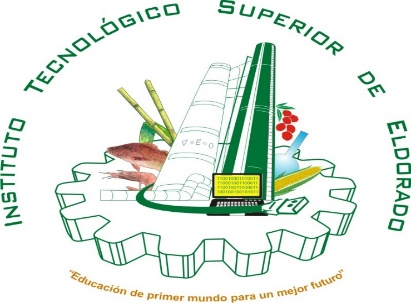 INSTITUTO TECNOLÓGICO SUPERIOR DE ELDORADO
"Educación de primer mundo para un mejor futuro"